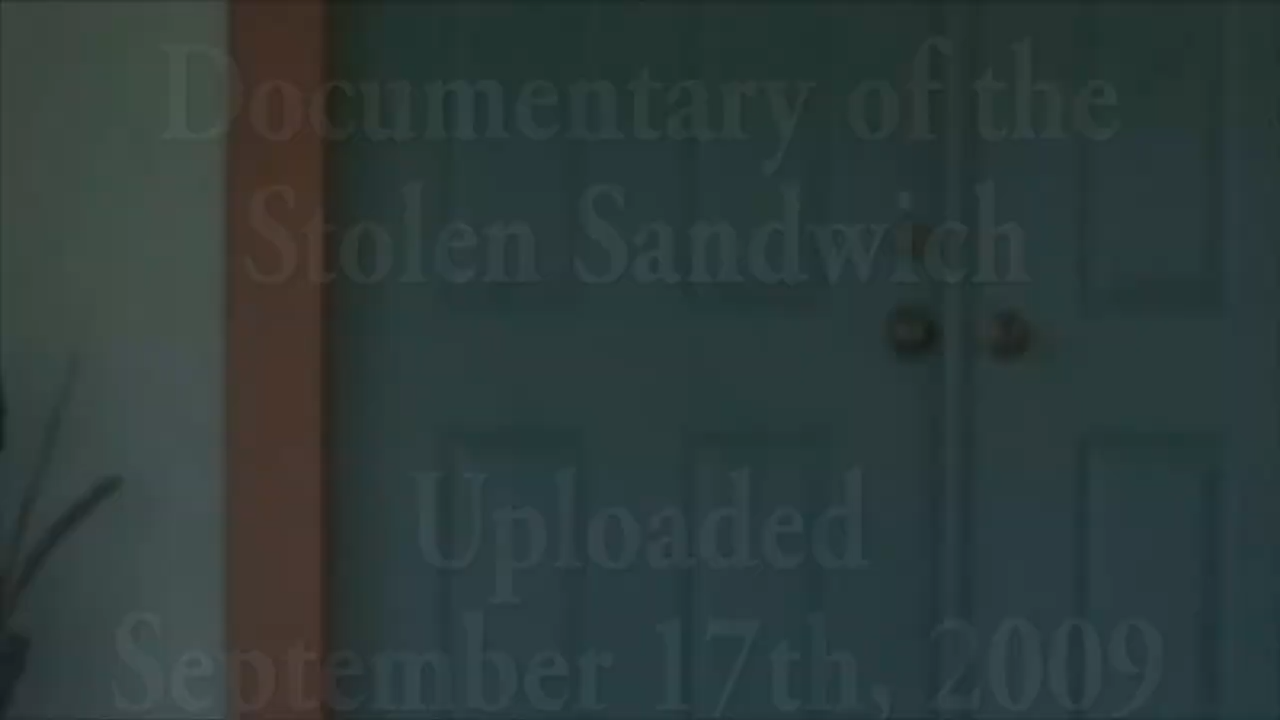 Documentary of the
Stolen Sandwich
Uploaded
September 17th, 2009